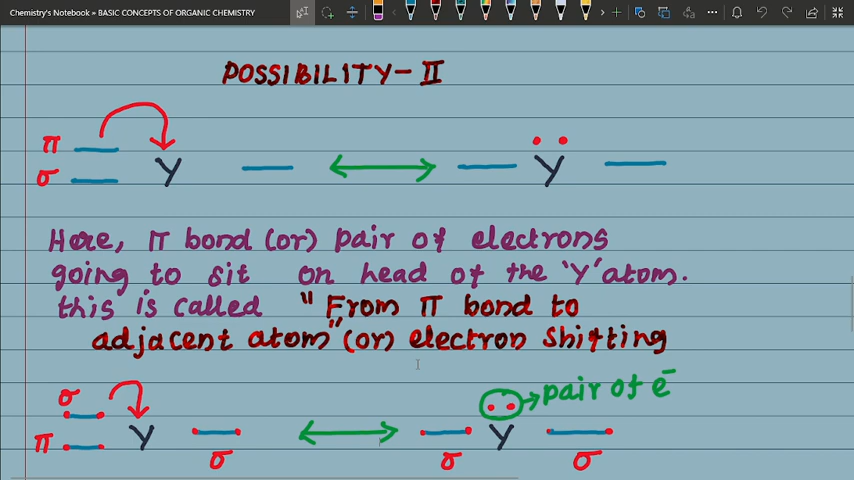 Chemistry's Notebook » BASIC CONCEPTS OF ORGANIC CHEMISTRY
POSSIBILITY-II
π
σ Y Y
Here, π bond (or) pair of electrons
going to sit on head of the 'Y' atom.
this is called "From π bond to
adjacent atom" (or) electron shifting
σ pair of e⁻
π Y σ σ Y σ